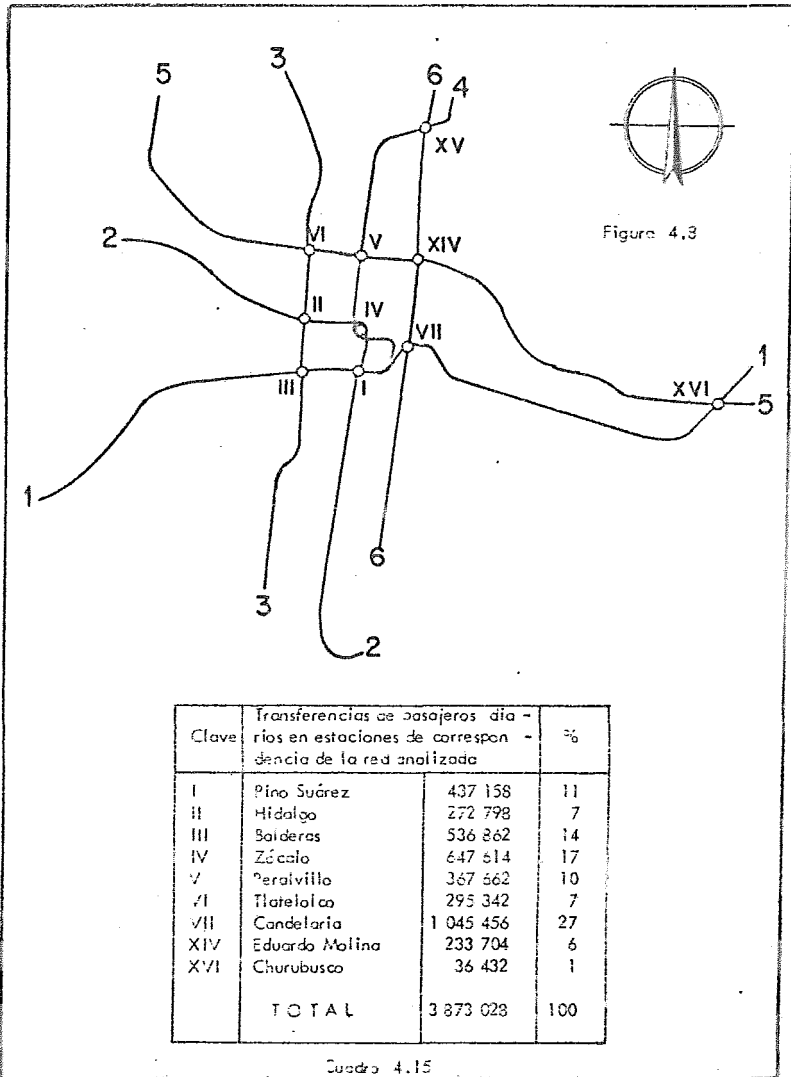 3
5
6
4
XV
Figura 4.3
VI
V
XIV
2
II
IV
VII
1
XVI
5
III
I
1
6
3
2
Clave Transferencias de pasajeros dia - %
rios en estaciones de correspon -
dencia de la red analizada
I Pino Suárez 437 158 11
II Hidalgo 272 798 7
III Balderas 536 862 14
IV Zócalo 647 614 17
V Peralvillo 367 662 10
VI Tlatelolco 295 342 7
VII Candelaria 1 045 456 27
XIV Eduardo Molina 233 704 6
XVI Churubusco 36 432 1
TOTAL 3 873 028 100
Cuadro 4.15